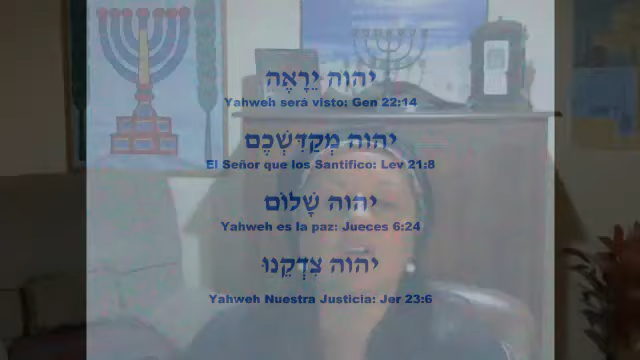 יהוה יֵרָאֶה
Yahweh será visto: Gen 22:14
יהוה מְקַדִּשְׁכֶם
El Señor que los Santifico: Lev 21:8
יהוה שָׁלוֹם
Yahweh es la paz: Jueces 6:24
יהוה צִדְקֵנוּ
Yahweh Nuestra Justicia: Jer 23:6